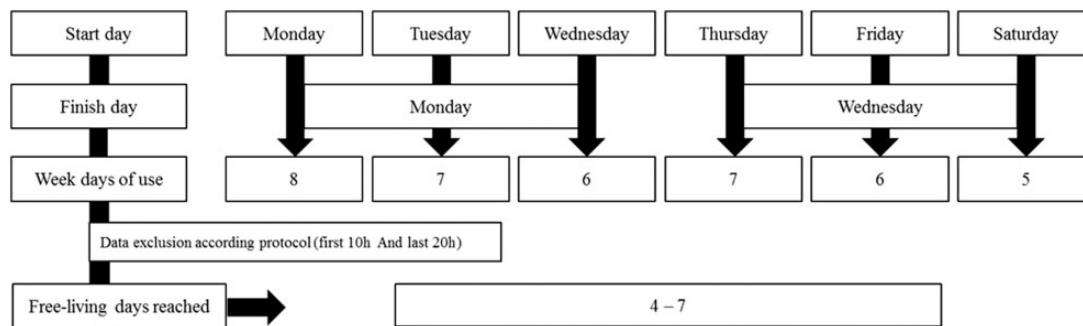 Start day
Monday
Tuesday
Wednesday
Thursday
Friday
Saturday
Finish day
Monday
Wednesday
Week days of use
8
7
6
7
6
5
Data exclusion according protocol (first 10h And last 20h)
Free-living days reached
4 – 7